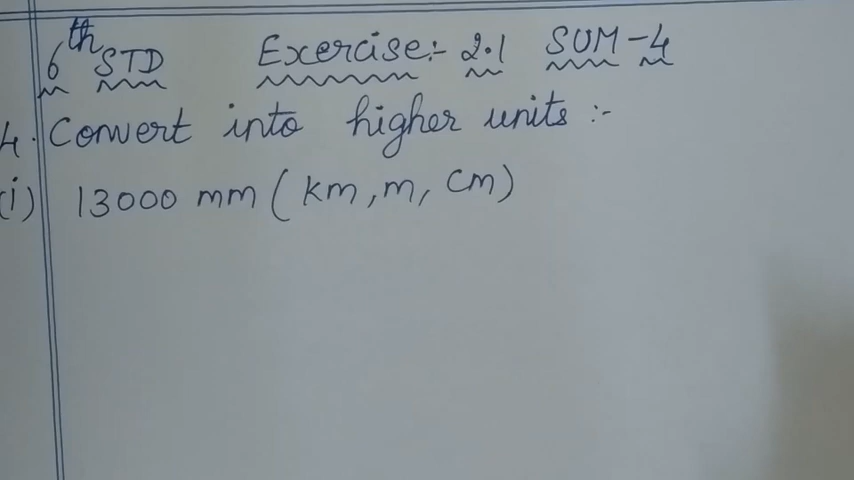 6th STD Exercise:- 2.1 SUM-4
4. Convert into higher units :-
(i) 13000 mm (km, m, cm)